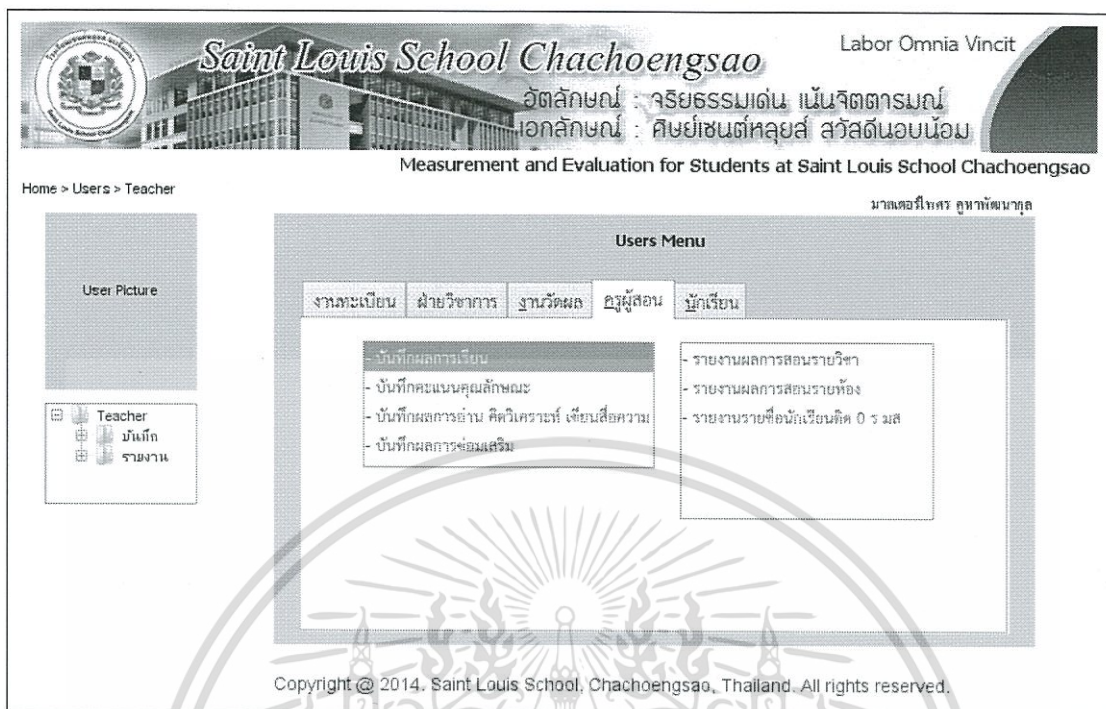 Saint Louis School Chachoengsao
Labor Omnia Vincit
อัตลักษณ์ : จริยธรรมเด่น เน้นจิตตารมณ์
เอกลักษณ์ : ศิษย์เซนต์หลุยส์ สวัสดีนอบน้อม
Measurement and Evaluation for Students at Saint Louis School Chachoengsao
Home > Users > Teacher
คูหาพัฒนากุล
Users Menu
User Picture
งานทะเบียน
ฝ่ายวิชาการ
งานวัดผล
ครูผู้สอน
นักเรียน
- บันทึกผลการเรียน
- บันทึกคะแนนคุณลักษณะ
- บันทึกผลการอ่าน คิดวิเคราะห์ เขียนสื่อความ
- บันทึกผลการซ่อมเสริม
- รายงานผลการสอนรายวิชา
- รายงานผลการสอนรายห้อง
- รายงานรายชื่อนักเรียนติด 0 ร มส
Teacher
บันทึก
รายงาน
Copyright @ 2014. Saint Louis School, Chachoengsao, Thailand. All rights reserved.